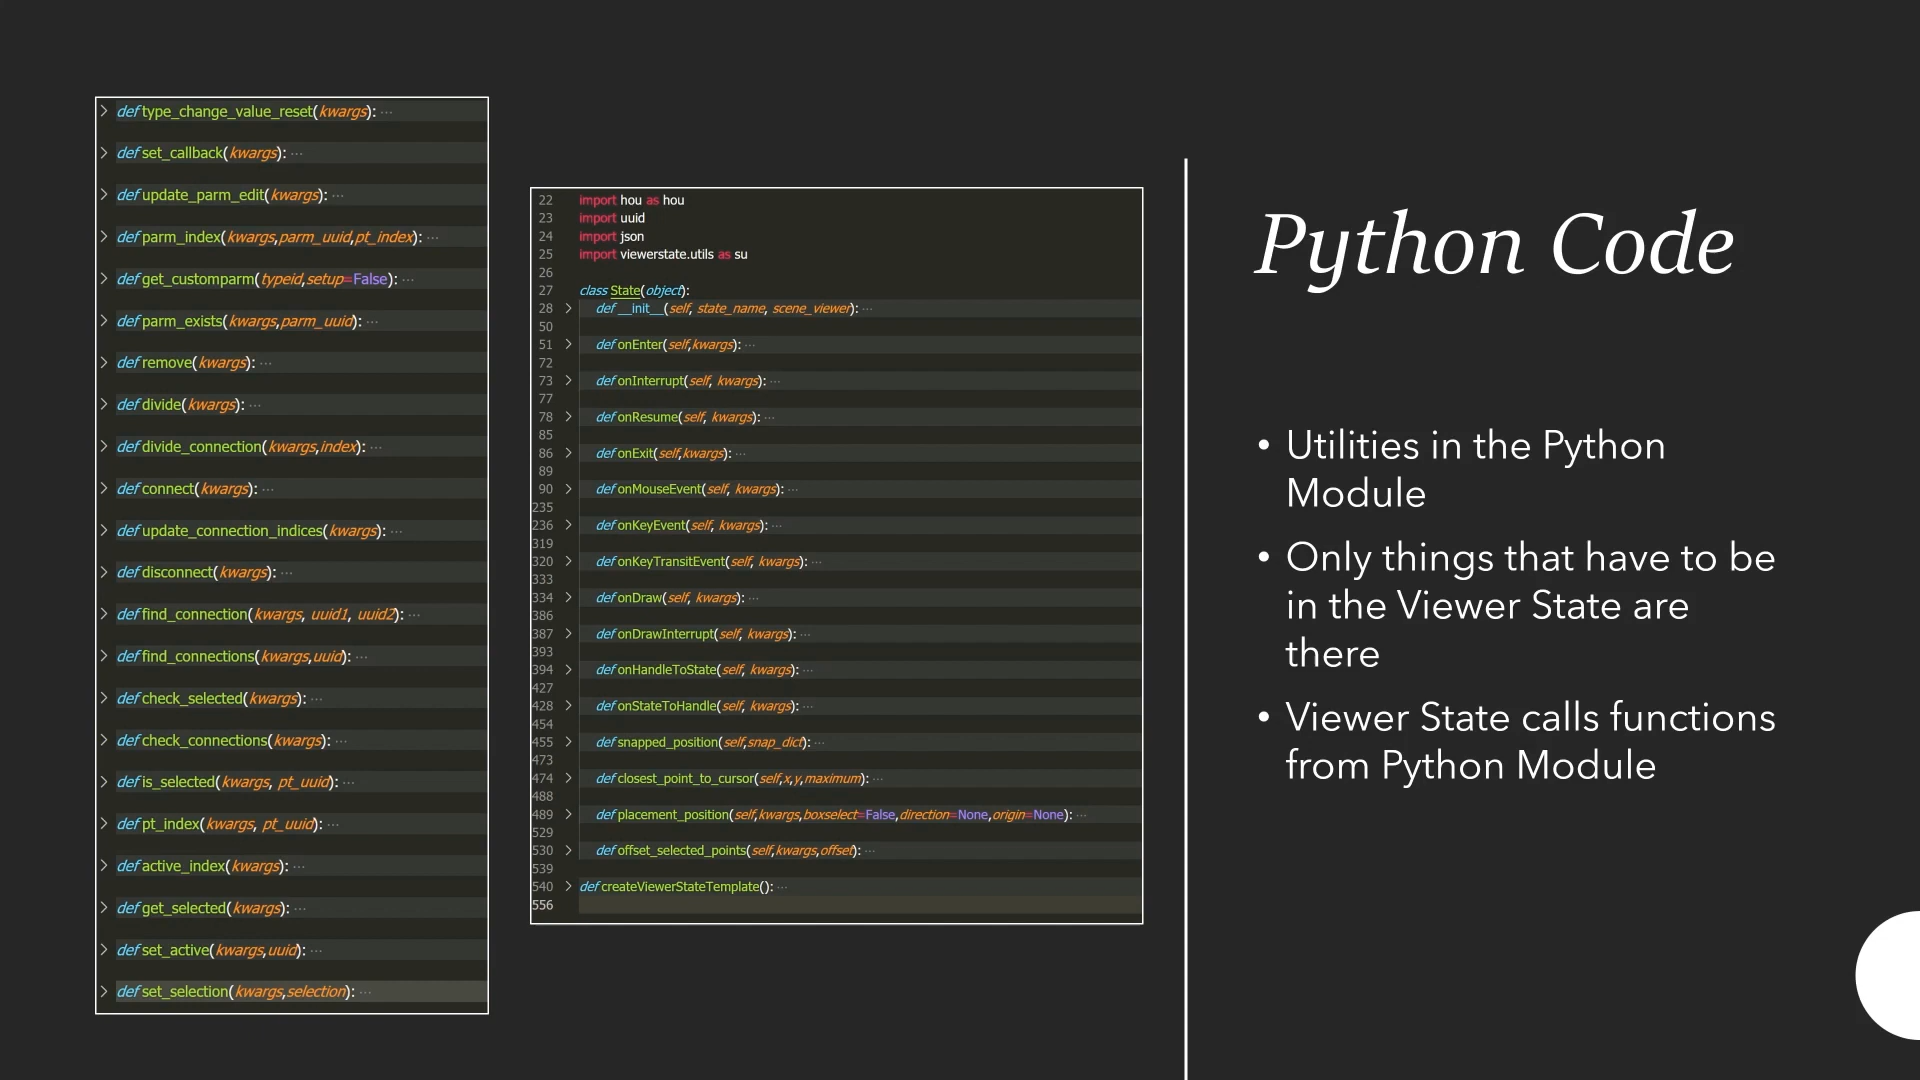 def type_change_value_reset(kwargs): ···
def set_callback(kwargs): ···
def update_parm_edit(kwargs): ···
def parm_index(kwargs,parm_uuid,pt_index): ···
def get_customparm(typeid,setup=False): ···
def parm_exists(kwargs,parm_uuid): ···
def remove(kwargs): ···
def divide(kwargs): ···
def divide_connection(kwargs,index): ···
def connect(kwargs): ···
def update_connection_indices(kwargs): ···
def disconnect(kwargs): ···
def find_connection(kwargs, uuid1, uuid2): ···
def find_connections(kwargs,uuid): ···
def check_selected(kwargs): ···
def check_connections(kwargs): ···
def is_selected(kwargs, pt_uuid): ···
def pt_index(kwargs, pt_uuid): ···
def active_index(kwargs): ···
def get_selected(kwargs): ···
def set_active(kwargs,uuid): ···
def set_selection(kwargs,selection): ···
22 import hou as hou
23 import uuid
24 import json
25 import viewerstate.utils as su
26
27 class State(object):
28 def __init__(self, state_name, scene_viewer): ···
50
51 def onEnter(self,kwargs): ···
72
73 def onInterrupt(self, kwargs): ···
77
78 def onResume(self, kwargs): ···
85
86 def onExit(self,kwargs): ···
89
90 def onMouseEvent(self, kwargs): ···
235
236 def onKeyEvent(self, kwargs): ···
319
320 def onKeyTransitEvent(self, kwargs): ···
333
334 def onDraw(self, kwargs): ···
386
387 def onDrawInterrupt(self, kwargs): ···
393
394 def onHandleToState(self, kwargs): ···
427
428 def onStateToHandle(self, kwargs): ···
454
455 def snapped_position(self,snap_dict): ···
473
474 def closest_point_to_cursor(self,x,y,maximum): ···
488
489 def placement_position(self,kwargs,boxselect=False,direction=None,origin=None): ···
529
530 def offset_selected_points(self,kwargs,offset): ···
539
540 def createViewerStateTemplate(): ···
556
Python Code
• Utilities in the Python
Module
• Only things that have to be
in the Viewer State are
there
• Viewer State calls functions
from Python Module